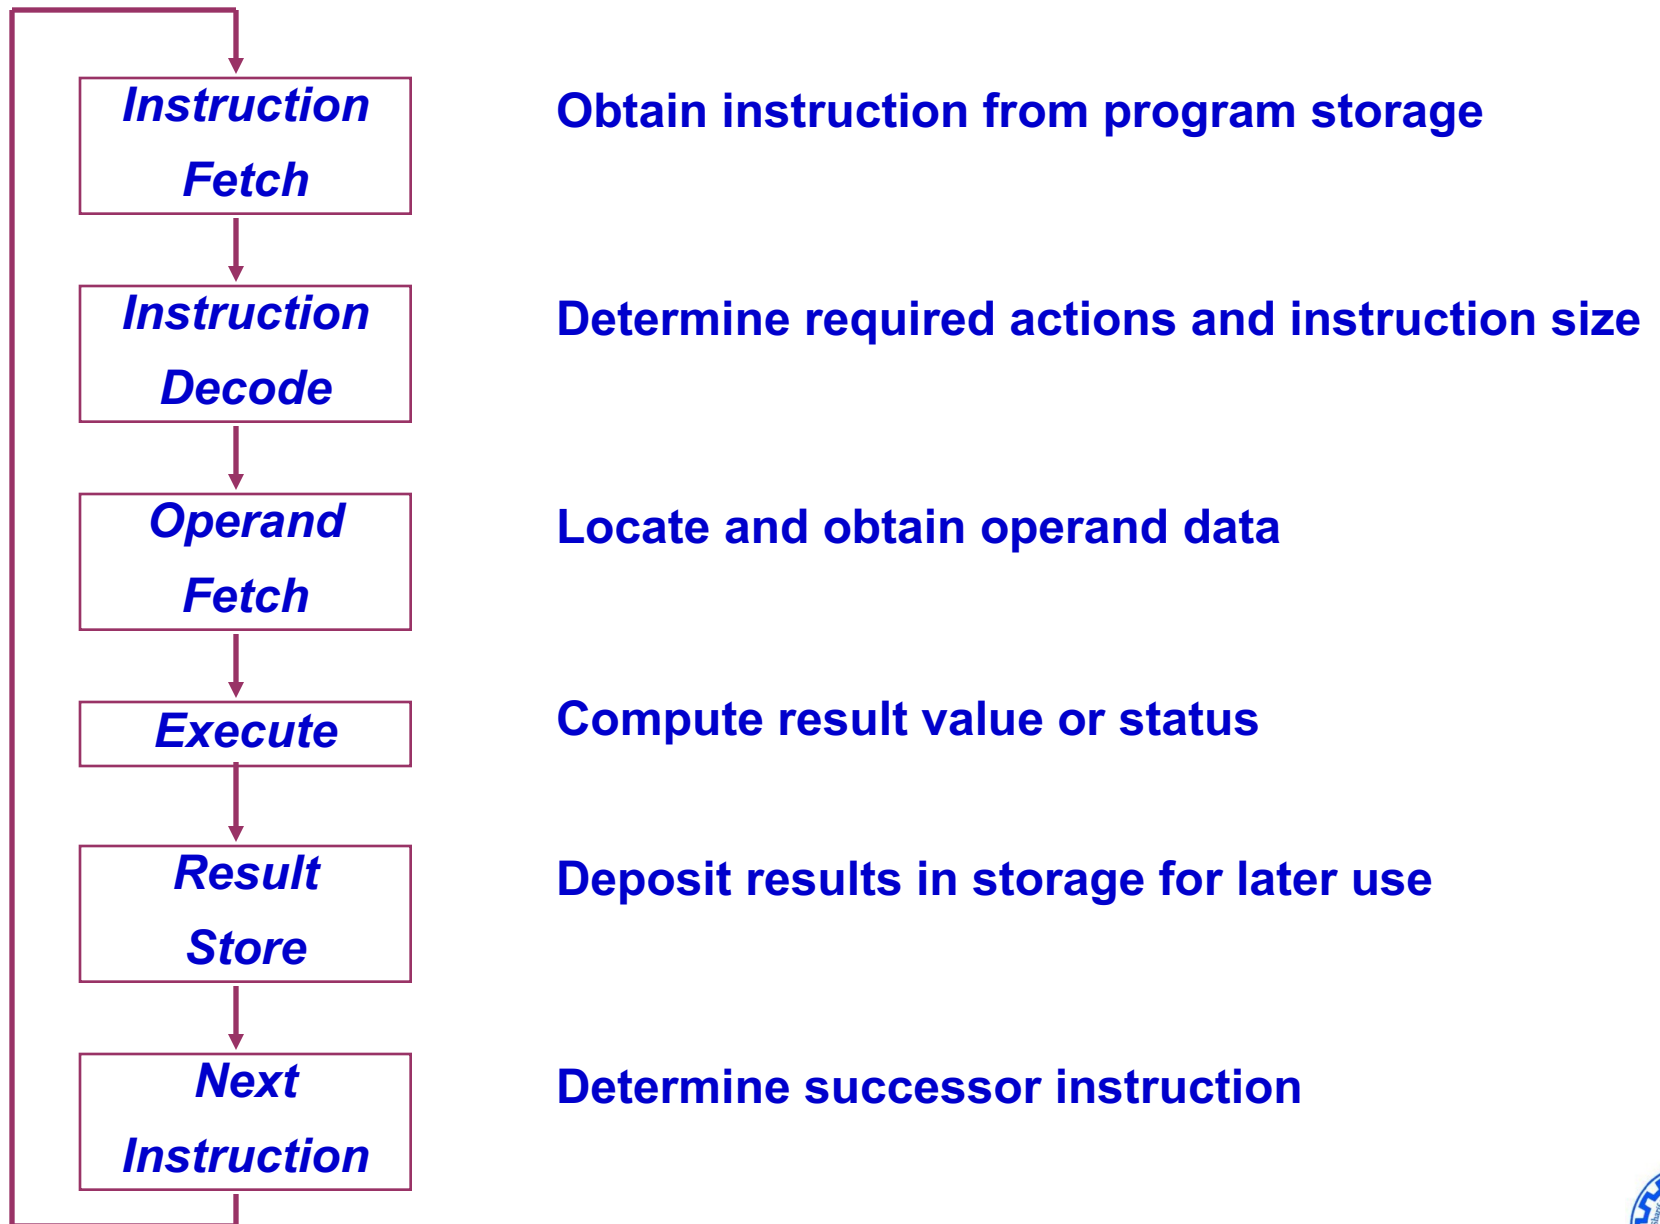 Instruction
Fetch
Obtain instruction from program storage
Instruction
Decode
Determine required actions and instruction size
Operand
Fetch
Locate and obtain operand data
Execute
Compute result value or status
Result
Store
Deposit results in storage for later use
Next
Instruction
Determine successor instruction